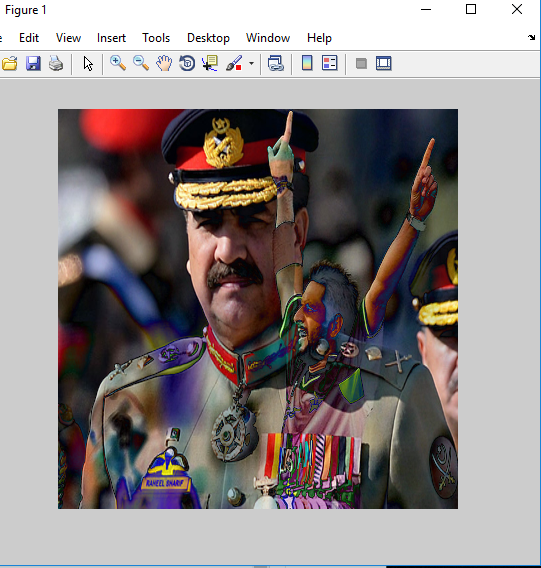 Figure 1
Edit View Insert Tools Desktop Window Help
RAHEEL SHARIF